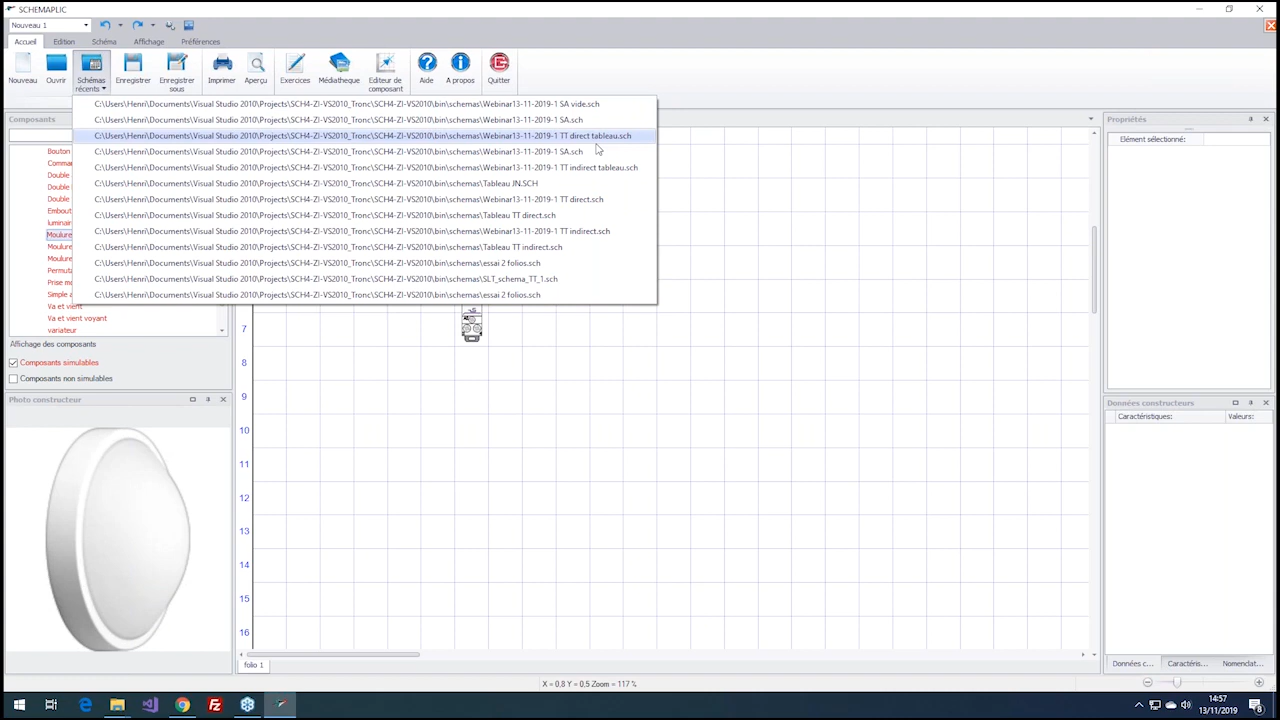 SCHEMAPLIC
Nouveau 1
Accueil
Edition
Schéma
Affichage
Préférences
Nouveau
Ouvrir
Schémas récents
Enregistrer
Enregistrer sous
Imprimer
Aperçu
Exercices
Médiathèque
Editeur de composant
Aide
A propos
Quitter
C:\Users\Henri\Documents\Visual Studio 2010\Projects\SCH4-ZI-VS2010_Tronc\SCH4-ZI-VS2010\bin\schemas\Webinar13-11-2019-1 SA vide.sch
C:\Users\Henri\Documents\Visual Studio 2010\Projects\SCH4-ZI-VS2010_Tronc\SCH4-ZI-VS2010\bin\schemas\Webinar13-11-2019-1 SA.sch
C:\Users\Henri\Documents\Visual Studio 2010\Projects\SCH4-ZI-VS2010_Tronc\SCH4-ZI-VS2010\bin\schemas\Webinar13-11-2019-1 TT direct tableau.sch
C:\Users\Henri\Documents\Visual Studio 2010\Projects\SCH4-ZI-VS2010_Tronc\SCH4-ZI-VS2010\bin\schemas\Webinar13-11-2019-1 SA.sch
C:\Users\Henri\Documents\Visual Studio 2010\Projects\SCH4-ZI-VS2010_Tronc\SCH4-ZI-VS2010\bin\schemas\Webinar13-11-2019-1 TT indirect tableau.sch
C:\Users\Henri\Documents\Visual Studio 2010\Projects\SCH4-ZI-VS2010_Tronc\SCH4-ZI-VS2010\bin\schemas\Tableau JN.SCH
C:\Users\Henri\Documents\Visual Studio 2010\Projects\SCH4-ZI-VS2010_Tronc\SCH4-ZI-VS2010\bin\schemas\Webinar13-11-2019-1 TT direct.sch
C:\Users\Henri\Documents\Visual Studio 2010\Projects\SCH4-ZI-VS2010_Tronc\SCH4-ZI-VS2010\bin\schemas\Tableau TT direct.sch
C:\Users\Henri\Documents\Visual Studio 2010\Projects\SCH4-ZI-VS2010_Tronc\SCH4-ZI-VS2010\bin\schemas\Webinar13-11-2019-1 TT indirect.sch
C:\Users\Henri\Documents\Visual Studio 2010\Projects\SCH4-ZI-VS2010_Tronc\SCH4-ZI-VS2010\bin\schemas\Tableau TT indirect.sch
C:\Users\Henri\Documents\Visual Studio 2010\Projects\SCH4-ZI-VS2010_Tronc\SCH4-ZI-VS2010\bin\schemas\essai 2 folios.sch
C:\Users\Henri\Documents\Visual Studio 2010\Projects\SCH4-ZI-VS2010_Tronc\SCH4-ZI-VS2010\bin\schemas\SLT_schema_TT_1.sch
C:\Users\Henri\Documents\Visual Studio 2010\Projects\SCH4-ZI-VS2010_Tronc\SCH4-ZI-VS2010\bin\schemas\essai 2 folios.sch
Composants
Bouton
Comma
Double
Double
Double
Embout
luminair
Moulure
Moulure
Moulure
Permuta
Prise
Simple a
Va et vient
Va et vient voyant
variateur
Affichage des composants
Composants simulables
Composants non simulables
Photo constructeur
7
8
9
10
11
12
13
14
15
16
folio 1
Propriétés
Elément sélectionné:
Données constructeurs
Caractéristiques:
Valeurs:
Données c...
Caractéris...
Nomenclat...
X = 0,8 Y = 0,5 Zoom = 117 %
14:57
13/11/2019
6